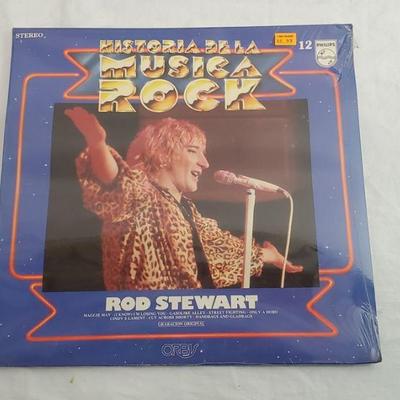 STEREO
HISTORIA DE LA
MUSICA
ROCK
12
PHILIPS
ROD STEWART
MAGGIE MAY · (I KNOW) I'M LOSING YOU · GASOLINE ALLEY · STREET FIGHTING · ONLY A HOBO
CINDY'S LAMENT · CUT ACROSS SHORTY · HANDBAGS AND GLADRAGS
GRABACION ORIGINAL
ORBIS